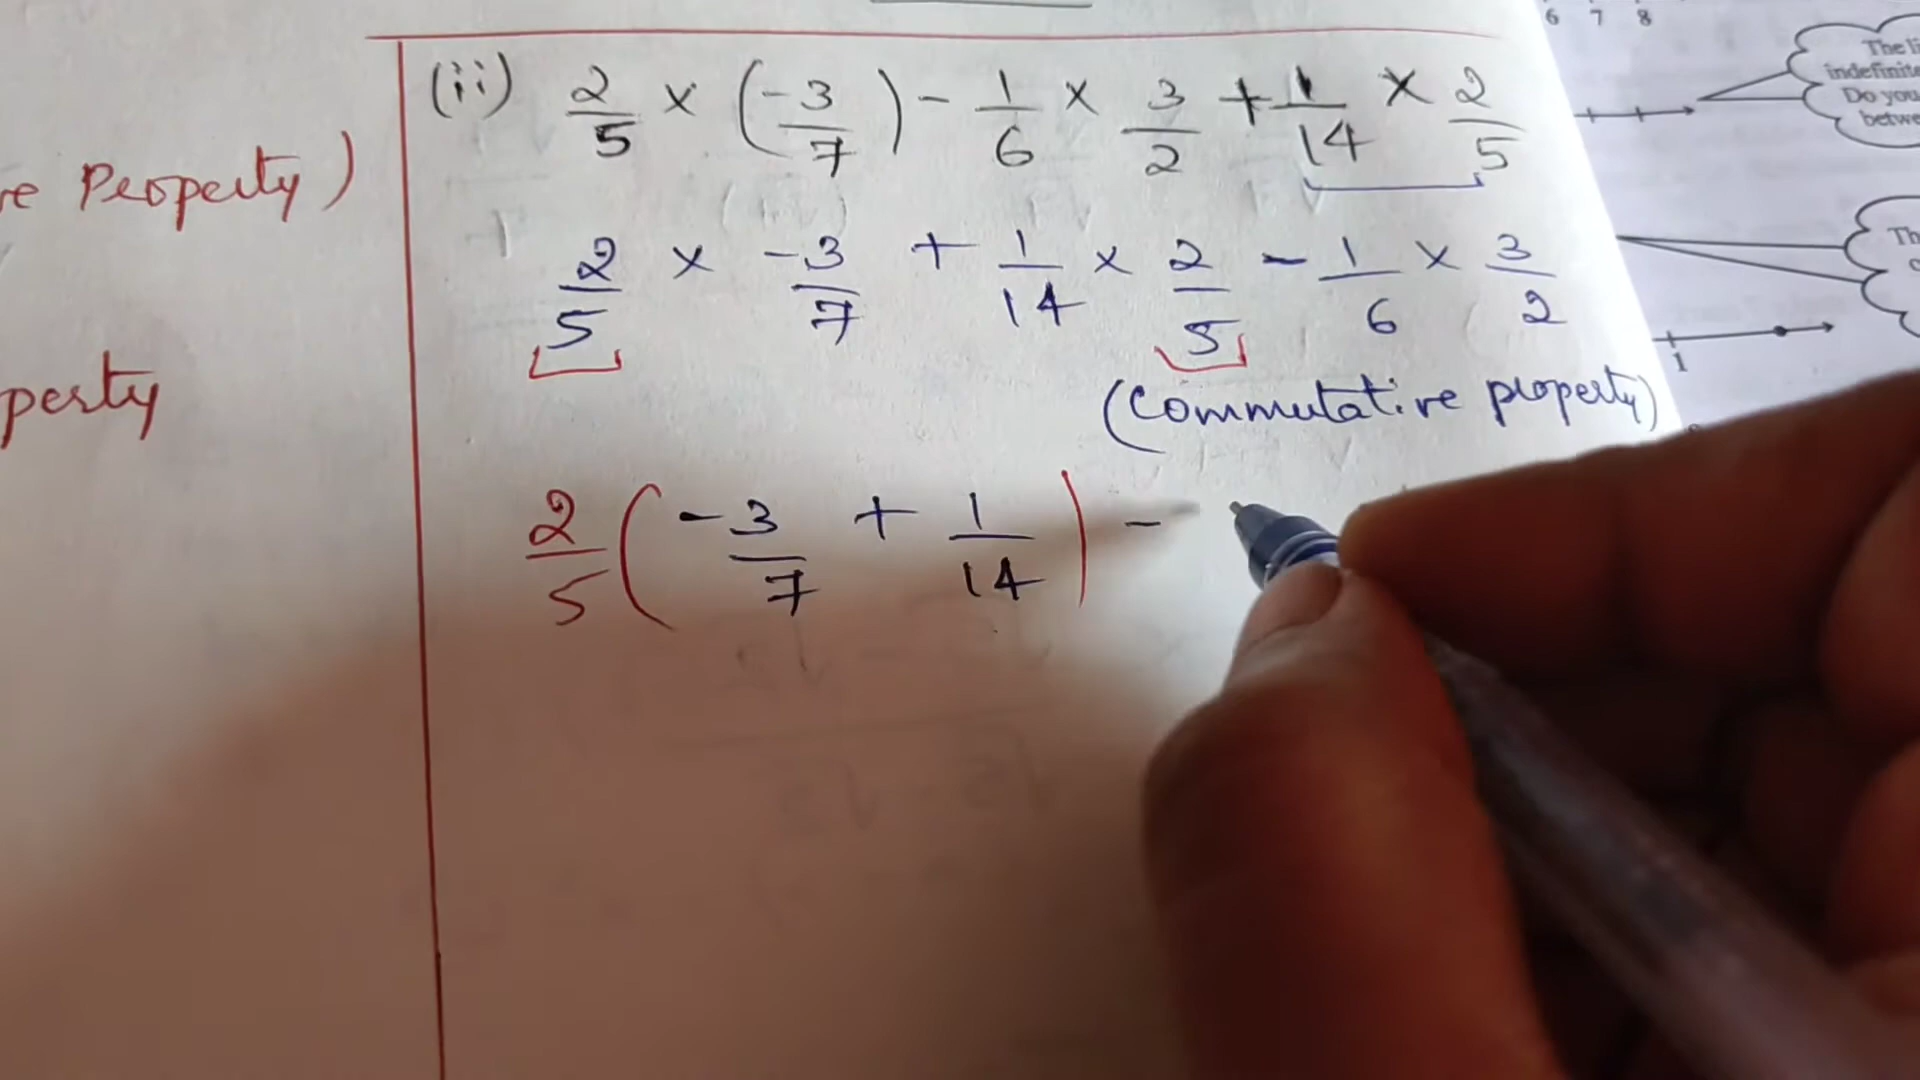 (ii) 2/5 × (-3/7) - 1/6 × 3/2 + 1/14 × 2/5
2/5 × -3/7 + 1/14 × 2/5 - 1/6 × 3/2
(Commutative property)
2/5 (-3/7 + 1/14) -
Property)
perty
6 7 8
The li
indefinite
Do you
betwe
Th
1